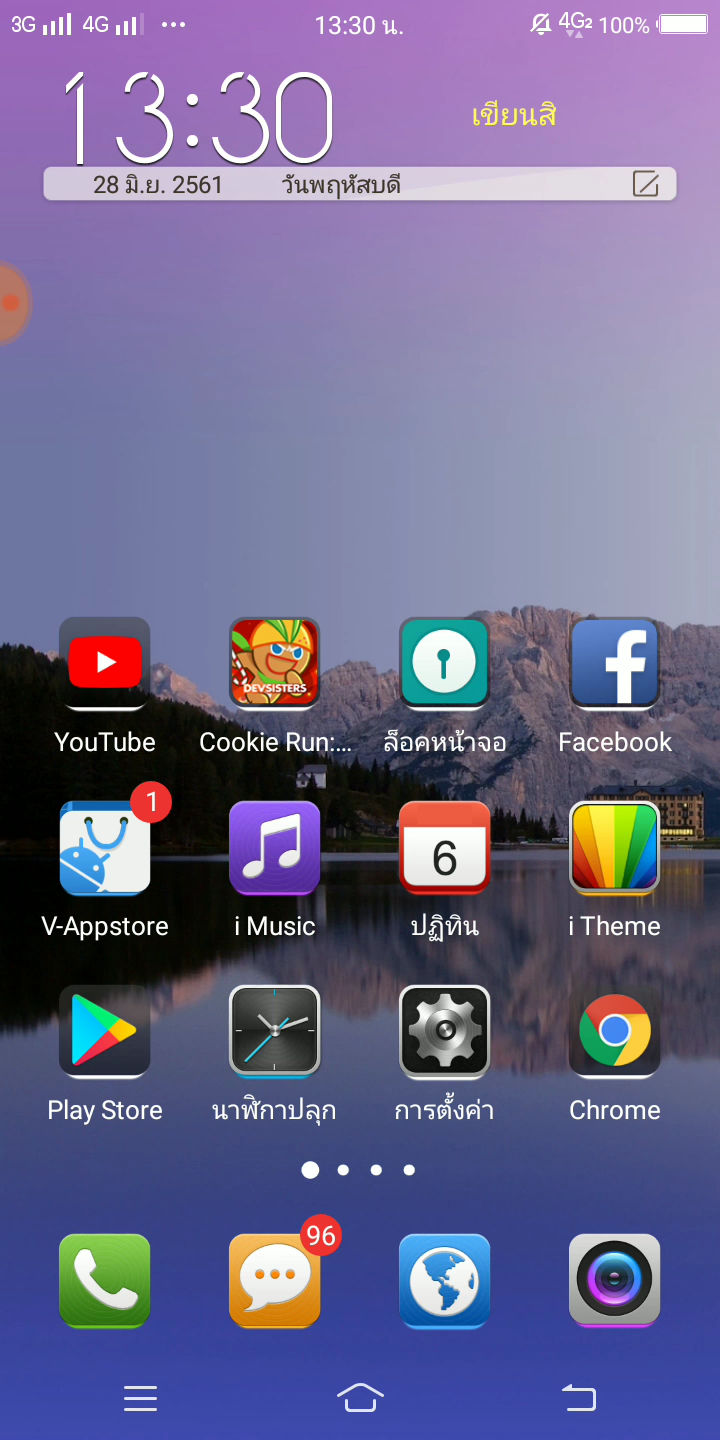 3G 4G 13:30 น. 4G2 100%
13:30
เขียนสิ
28 มิ.ย. 2561 วันพฤหัสบดี
DEVSISTERS
YouTube Cookie Run:... ล็อคหน้าจอ Facebook
1
6
V-Appstore i Music ปฏิทิน i Theme
Play Store นาฬิกาปลุก การตั้งค่า Chrome
96